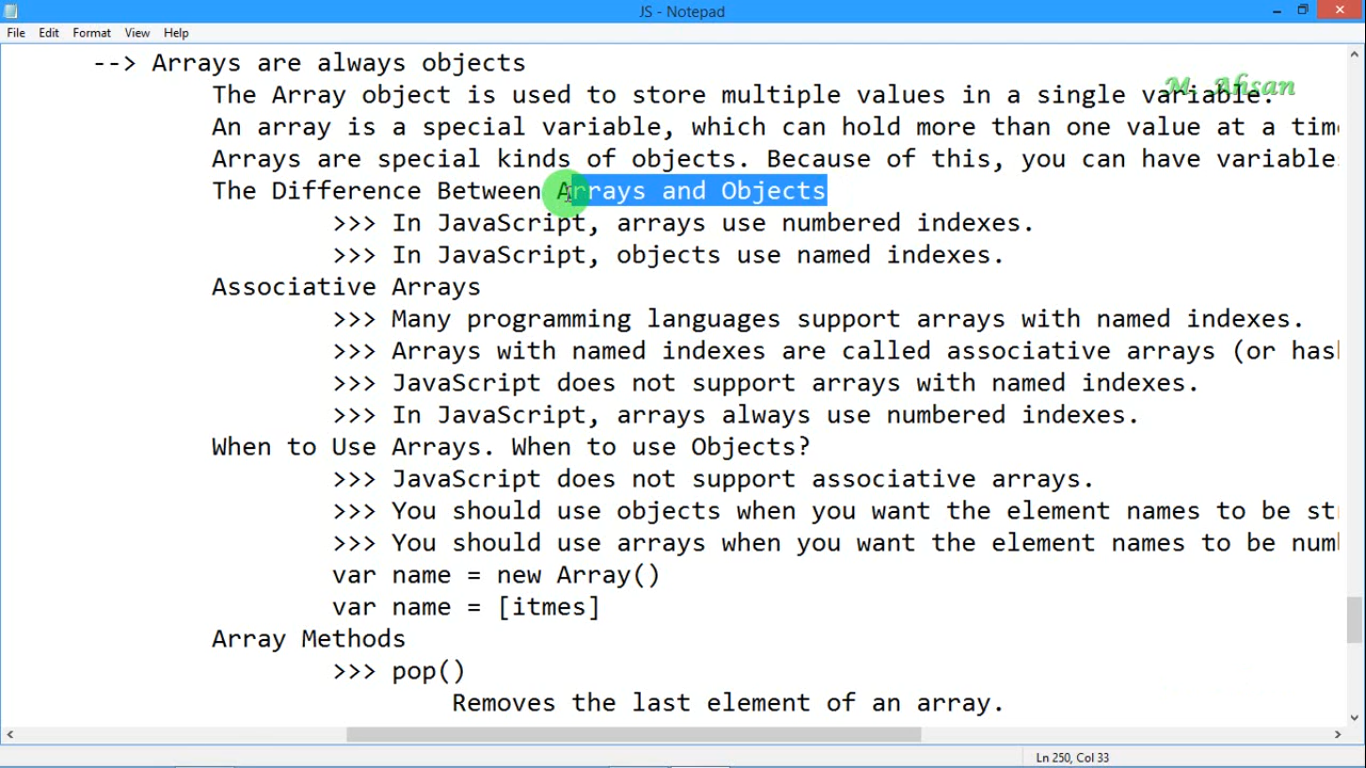 JS - Notepad
File Edit Format View Help
--> Arrays are always objects
M. Ahsan
The Array object is used to store multiple values in a single variable.
An array is a special variable, which can hold more than one value at a tim
Arrays are special kinds of objects. Because of this, you can have variable
The Difference Between Arrays and Objects
>>> In JavaScript, arrays use numbered indexes.
>>> In JavaScript, objects use named indexes.
Associative Arrays
>>> Many programming languages support arrays with named indexes.
>>> Arrays with named indexes are called associative arrays (or has
>>> JavaScript does not support arrays with named indexes.
>>> In JavaScript, arrays always use numbered indexes.
When to Use Arrays. When to use Objects?
>>> JavaScript does not support associative arrays.
>>> You should use objects when you want the element names to be st
>>> You should use arrays when you want the element names to be num
var name = new Array()
var name = [itmes]
Array Methods
>>> pop()
Removes the last element of an array.
Ln 250, Col 33